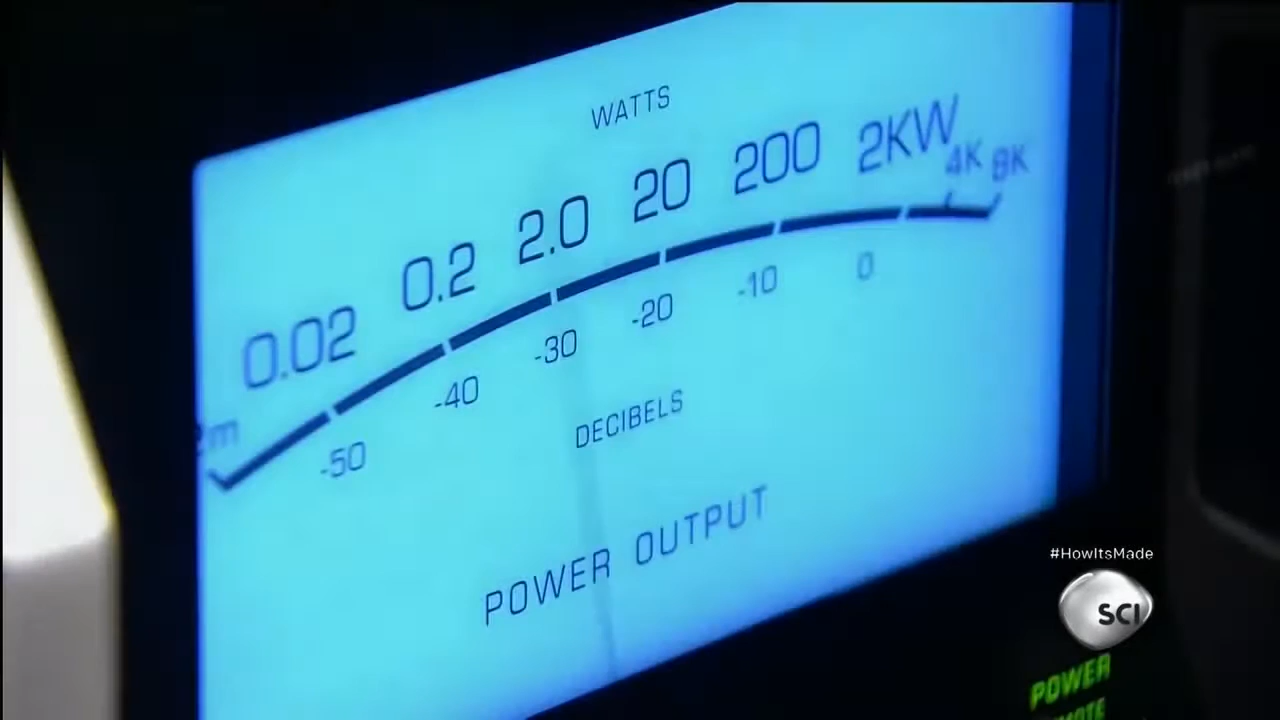 WATTS
0.02 0.2 2.0 20 200 2KW 4K 8K
-50 -40 -30 -20 -10 0
DECIBELS
POWER OUTPUT
#HowItsMade
SCI
POWER